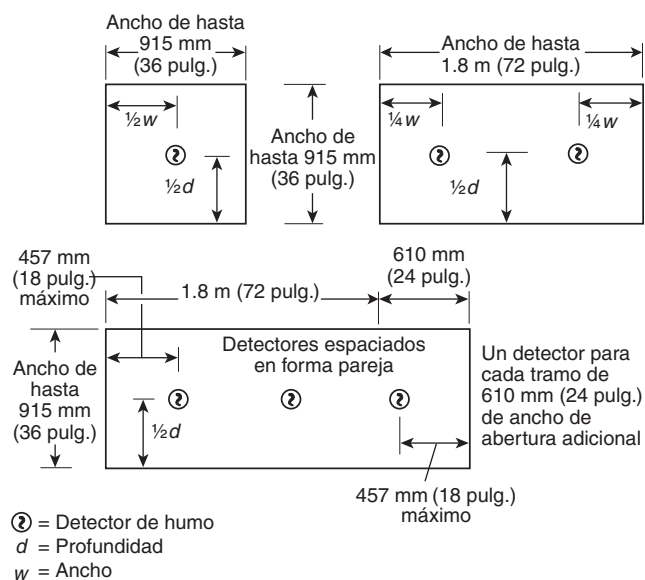 Ancho de hasta
915 mm
(36 pulg.)
½w
½d
Ancho de
hasta 915 mm
(36 pulg.)
Ancho de hasta
1.8 m (72 pulg.)
¼w
¼w
½d
457 mm
(18 pulg.)
máximo
1.8 m (72 pulg.)
610 mm
(24 pulg.)
Ancho de
hasta
915 mm
(36 pulg.)
Detectores espaciados
en forma pareja
½d
Un detector para
cada tramo de
610 mm (24 pulg.)
de ancho de
abertura adicional
457 mm (18 pulg.)
máximo
= Detector de humo
d = Profundidad
w = Ancho